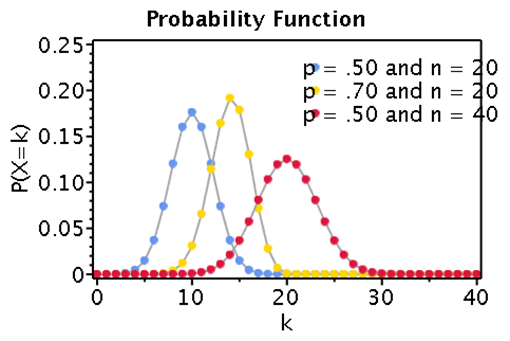 Probability Function
0.25
0.20
0.15
0.10
0.05
0
P(X=k)
p = .50 and n = 20
p = .70 and n = 20
p = .50 and n = 40
0 10 20 30 40
k